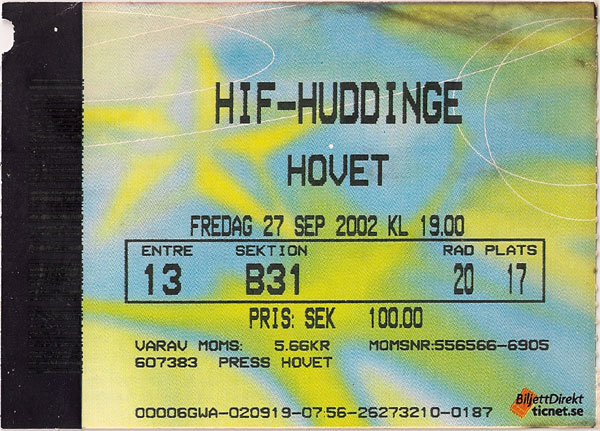 HIF-HUDDINGE
HOVET
FREDAG 27 SEP 2002 KL 19.00
ENTRE SEKTION RAD PLATS
13 B31 20 17
PRIS: SEK 100.00
VARAV MOMS: 5.66KR MOMSNR:556566-6905
607383 PRESS HOVET
00006GWA-020919-07:56-26273210-0187
BiljettDirekt
ticnet.se